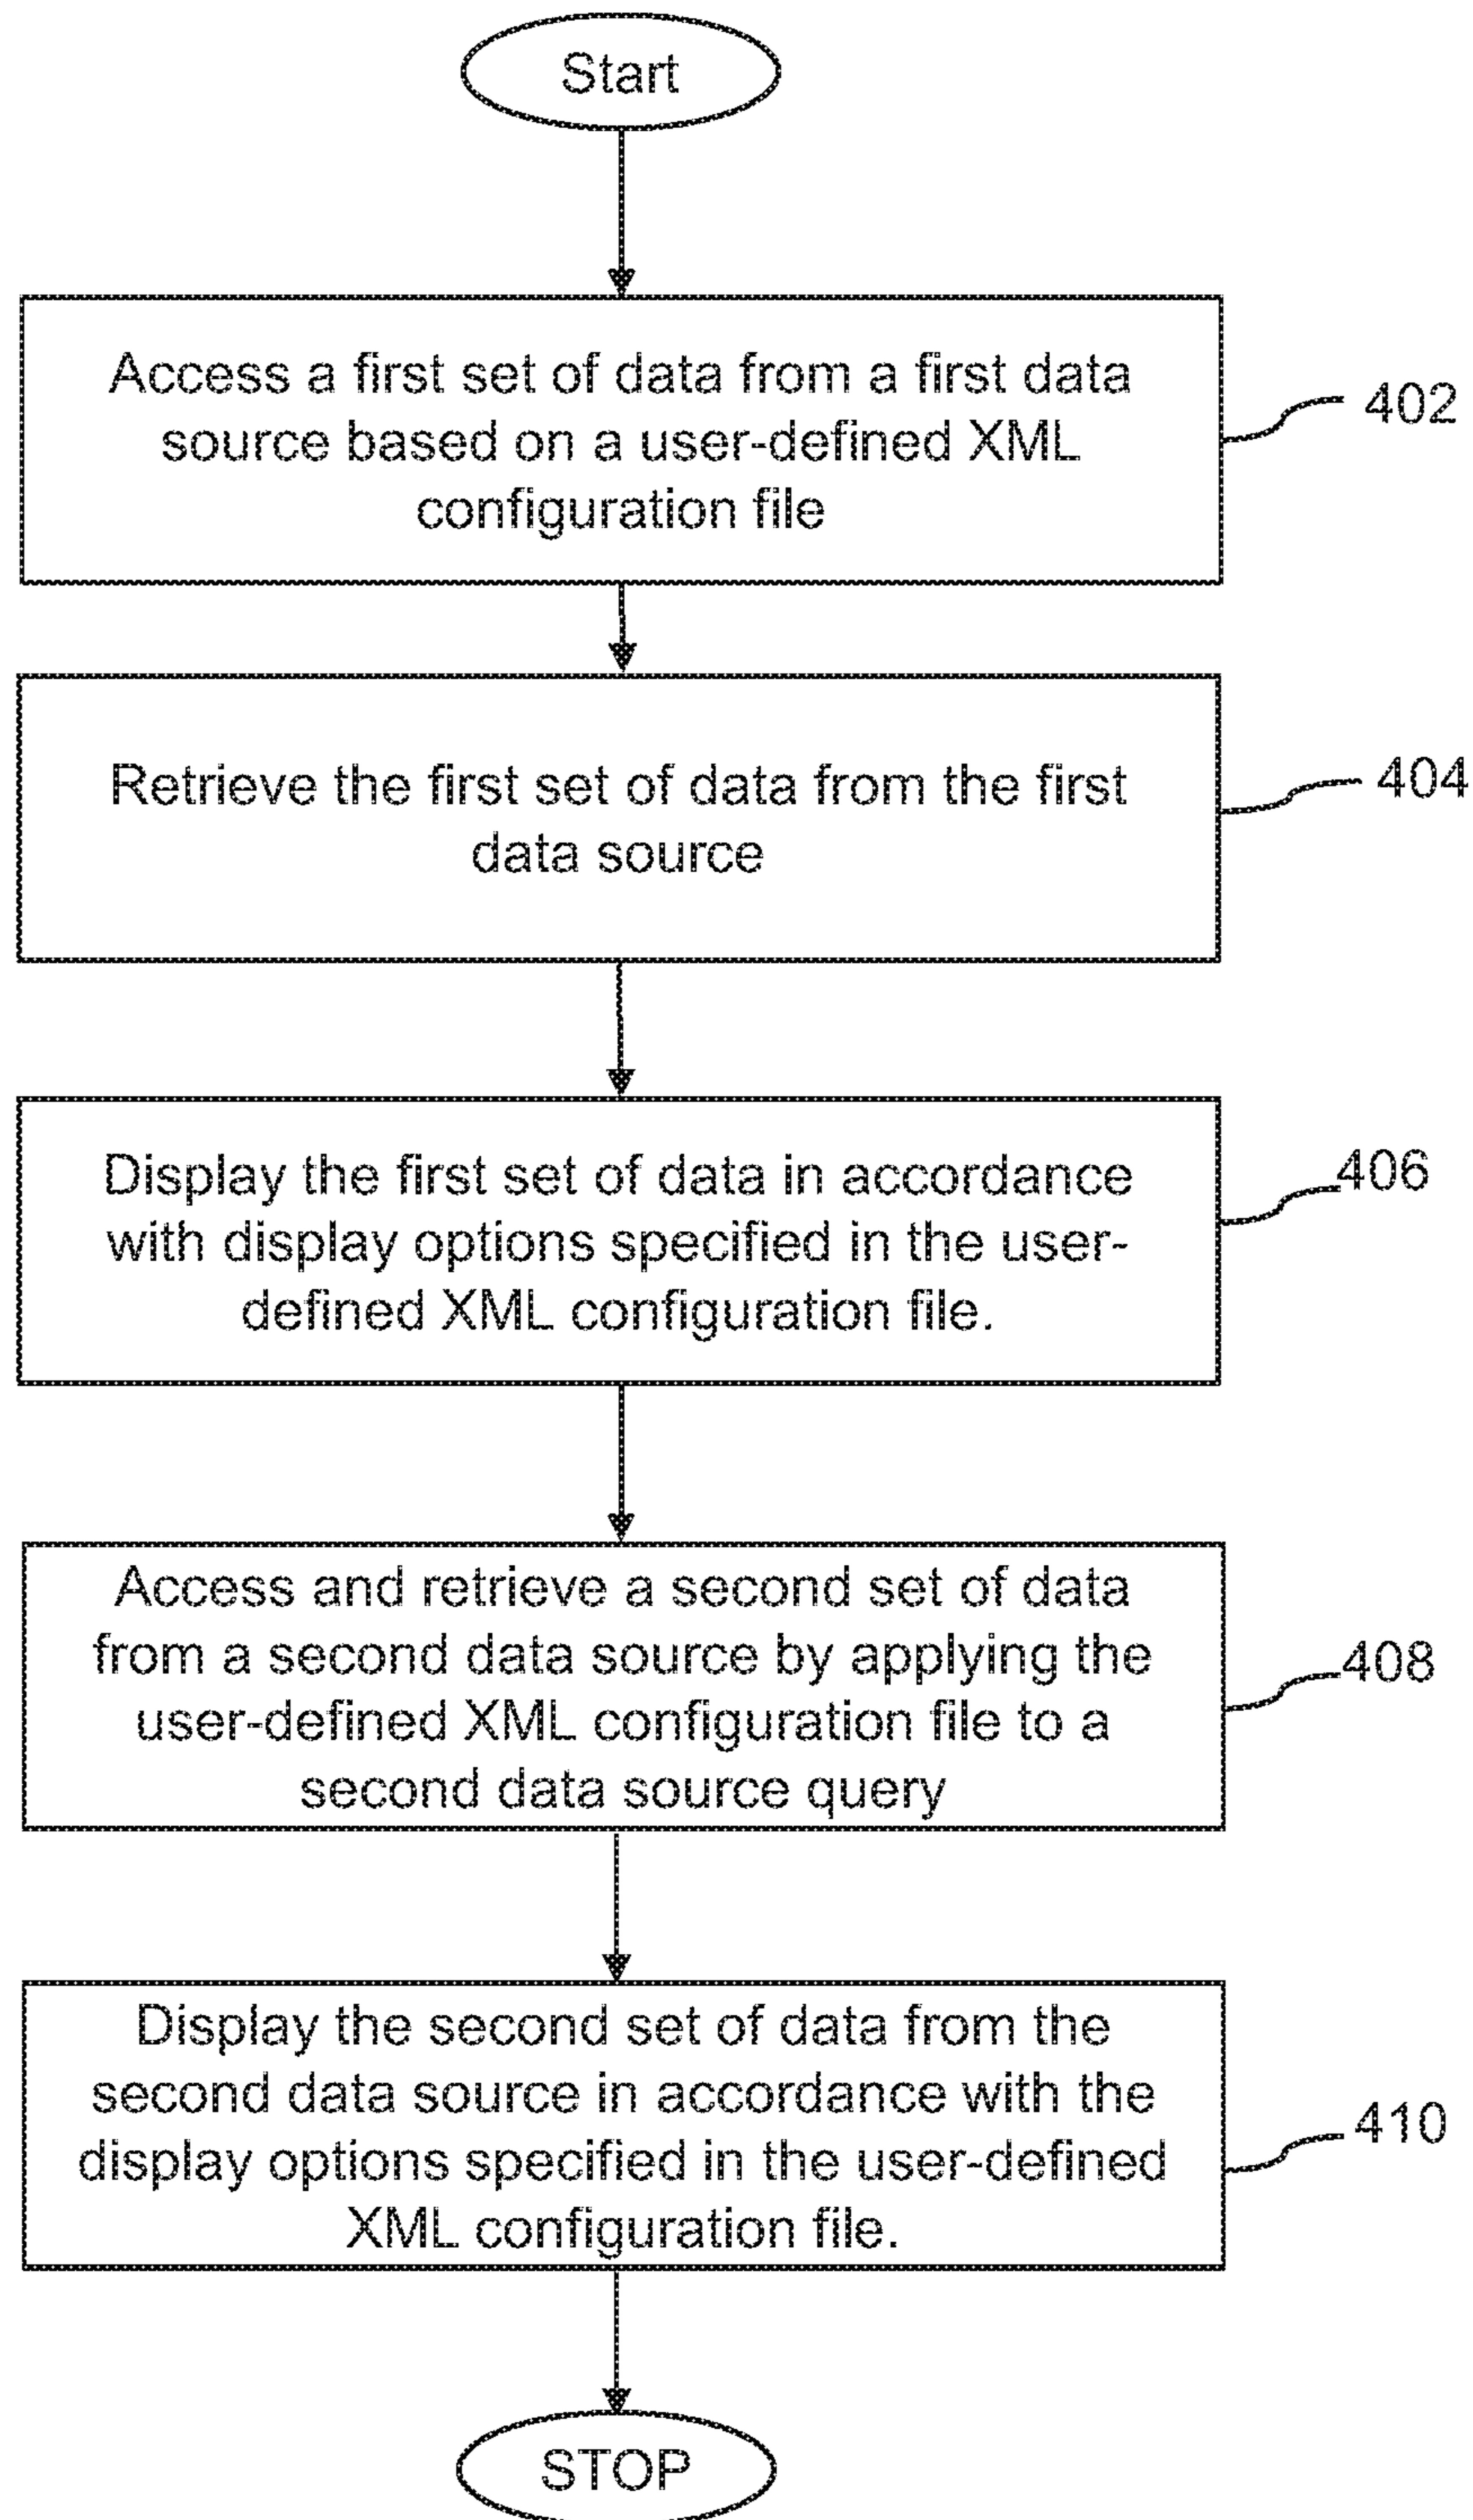 Start
Access a first set of data from a first data
source based on a user-defined XML
configuration file
402
Retrieve the first set of data from the first
data source
404
Display the first set of data in accordance
with display options specified in the user-
defined XML configuration file.
406
Access and retrieve a second set of data
from a second data source by applying the
user-defined XML configuration file to a
second data source query
408
Display the second set of data from the
second data source in accordance with the
display options specified in the user-defined
XML configuration file.
410
STOP